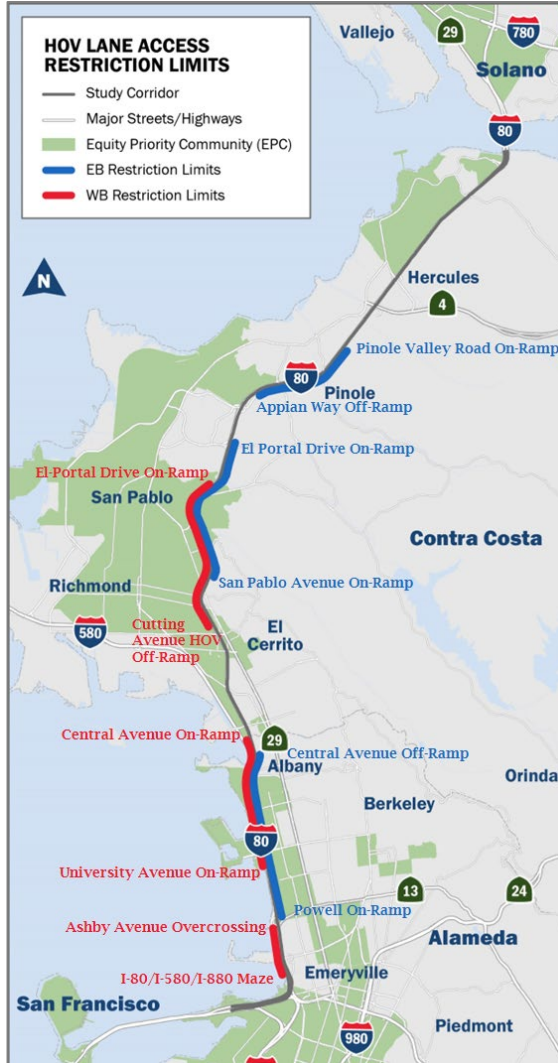 HOV LANE ACCESS
RESTRICTION LIMITS
Study Corridor
Major Streets/Highways
Equity Priority Community (EPC)
EB Restriction Limits
WB Restriction Limits
Vallejo
29
780
Solano
80
N
Hercules
4
Pinole Valley Road On-Ramp
80
Pinole
Appian Way Off-Ramp
El Portal Drive On-Ramp
El-Portal Drive On-Ramp
San Pablo
Contra Costa
San Pablo Avenue On-Ramp
Richmond
580
Cutting
Avenue HOV
Off-Ramp
El
Cerrito
Central Avenue On-Ramp
29
Central Avenue Off-Ramp
Albany
Orinda
Berkeley
80
University Avenue On-Ramp
13
24
Powell On-Ramp
Ashby Avenue Overcrossing
Alameda
I-80/I-580/I-880 Maze
Emeryville
San Francisco
980
Piedmont